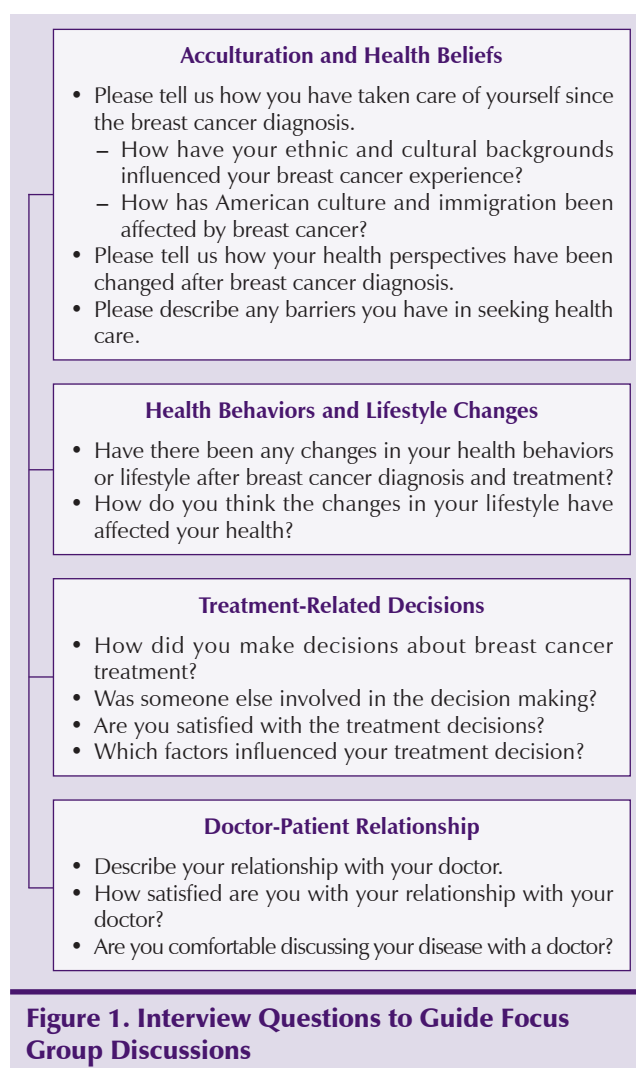 Acculturation and Health Beliefs
• Please tell us how you have taken care of yourself since
the breast cancer diagnosis.
– How have your ethnic and cultural backgrounds
influenced your breast cancer experience?
– How has American culture and immigration been
affected by breast cancer?
• Please tell us how your health perspectives have been
changed after breast cancer diagnosis.
• Please describe any barriers you have in seeking health
care.
Health Behaviors and Lifestyle Changes
• Have there been any changes in your health behaviors
or lifestyle after breast cancer diagnosis and treatment?
• How do you think the changes in your lifestyle have
affected your health?
Treatment-Related Decisions
• How did you make decisions about breast cancer
treatment?
• Was someone else involved in the decision making?
• Are you satisfied with the treatment decisions?
• Which factors influenced your treatment decision?
Doctor-Patient Relationship
• Describe your relationship with your doctor.
• How satisfied are you with your relationship with your
doctor?
• Are you comfortable discussing your disease with a doctor?
Figure 1. Interview Questions to Guide Focus
Group Discussions